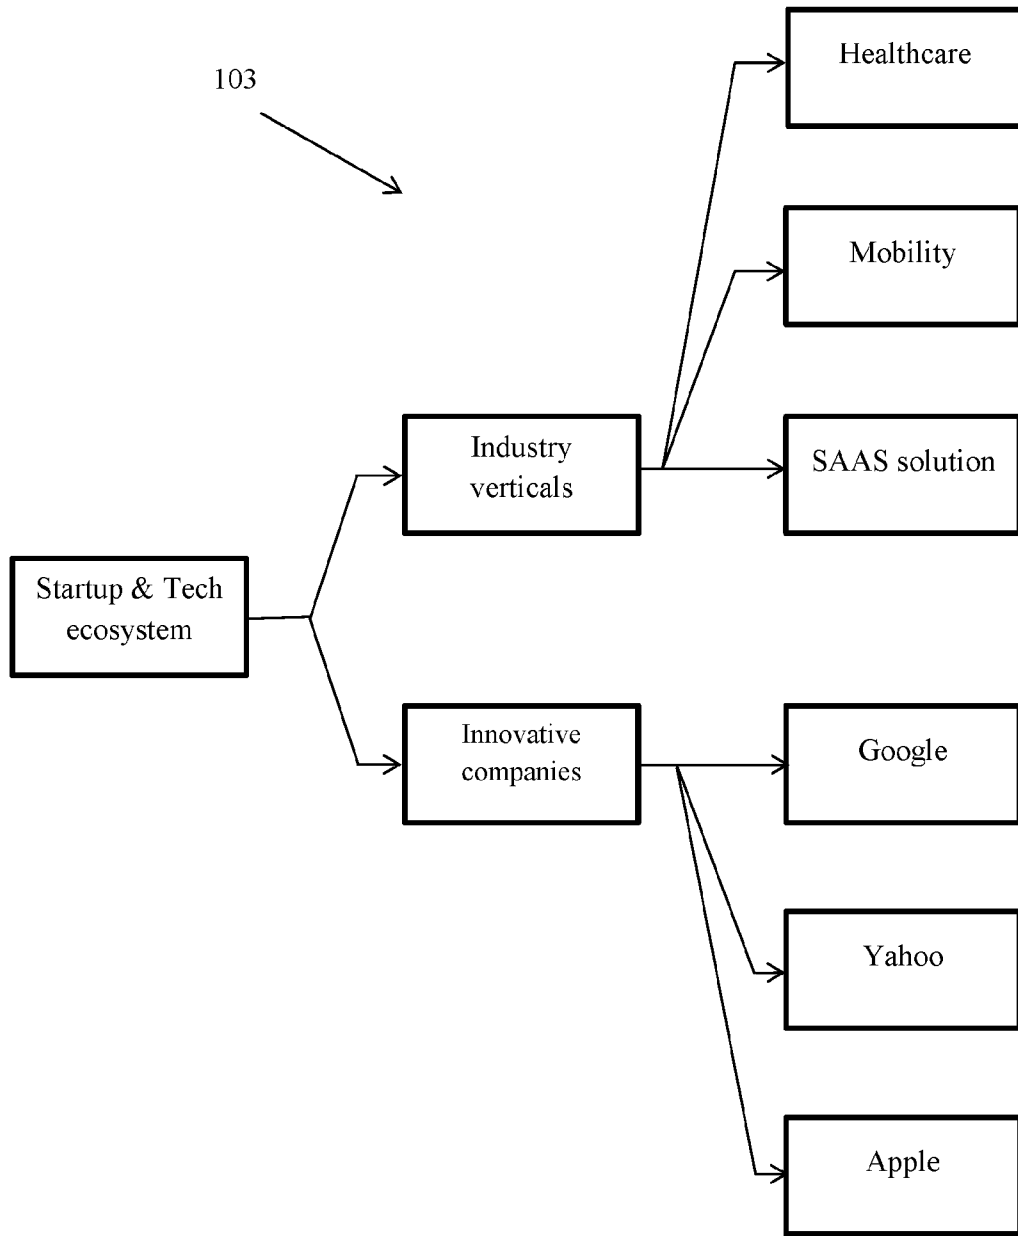 103
Healthcare
Mobility
Industry
verticals
SAAS solution
Startup & Tech
ecosystem
Innovative
companies
Google
Yahoo
Apple